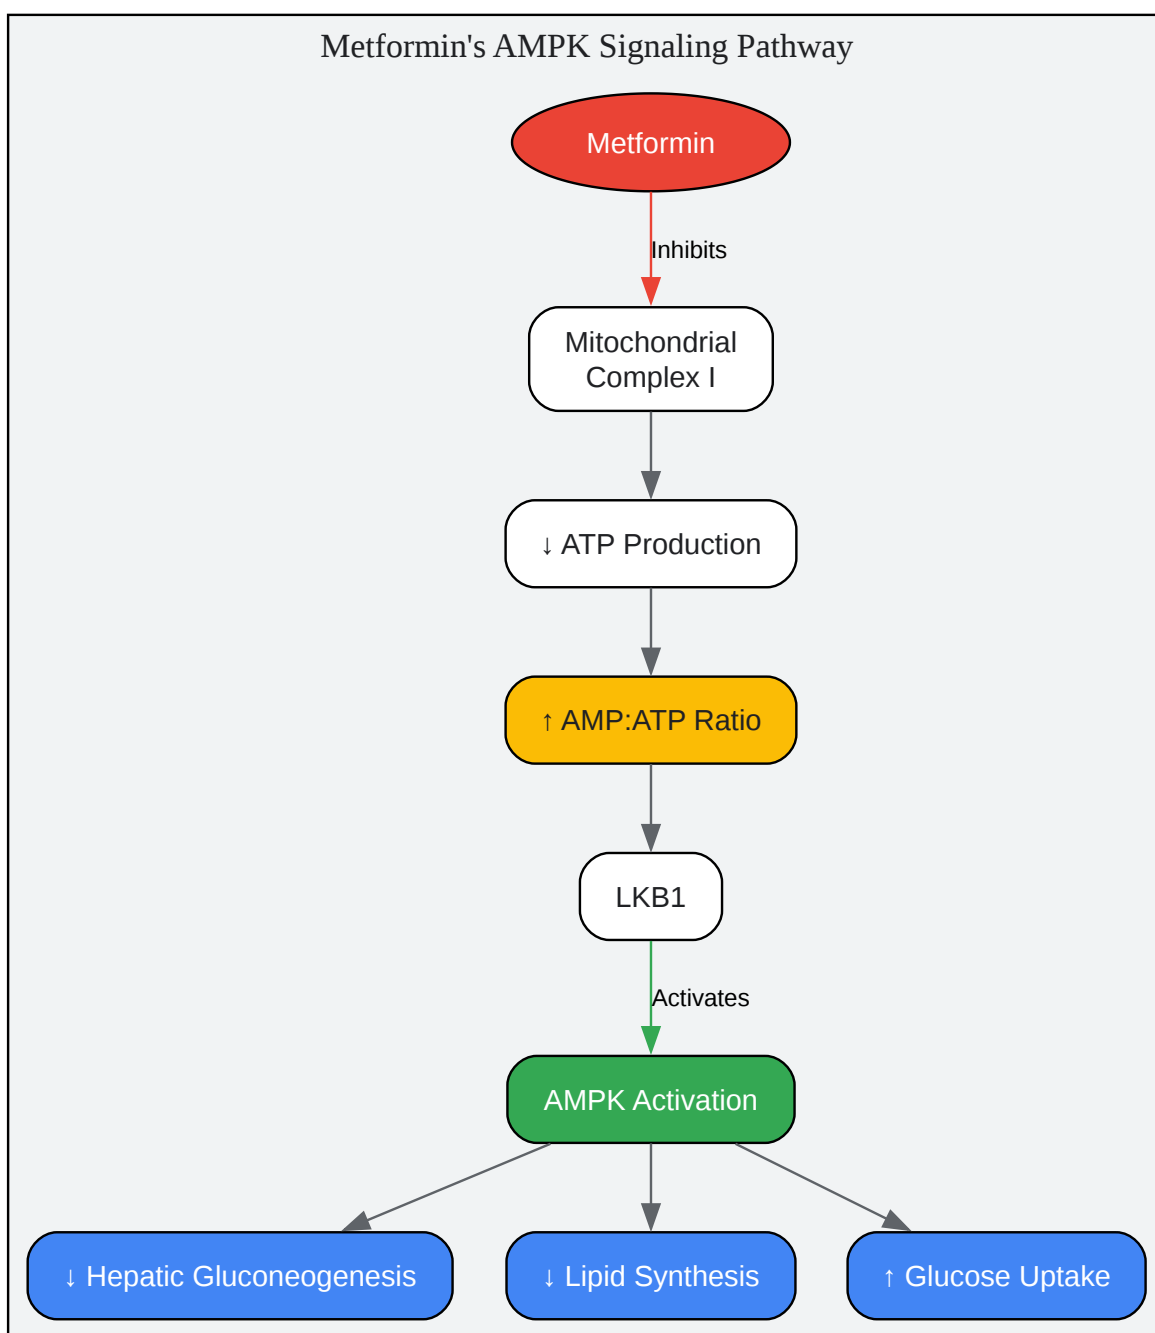 Metformin's AMPK Signaling Pathway
Metformin
Inhibits
Mitochondrial
Complex I
↓ ATP Production
↑ AMP:ATP Ratio
LKB1
Activates
AMPK Activation
↓ Hepatic Gluconeogenesis
↓ Lipid Synthesis
↑ Glucose Uptake